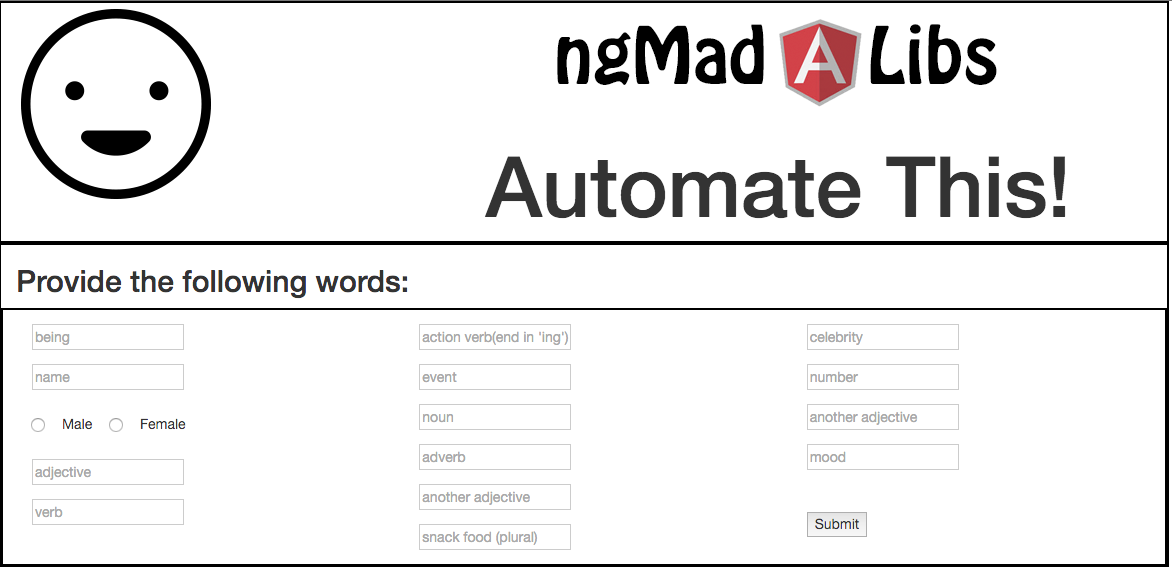 ngMad A Libs
Automate This!
Provide the following words:
being
name
Male Female
adjective
verb
action verb(end in 'ing')
event
noun
adverb
another adjective
snack food (plural)
celebrity
number
another adjective
mood
Submit